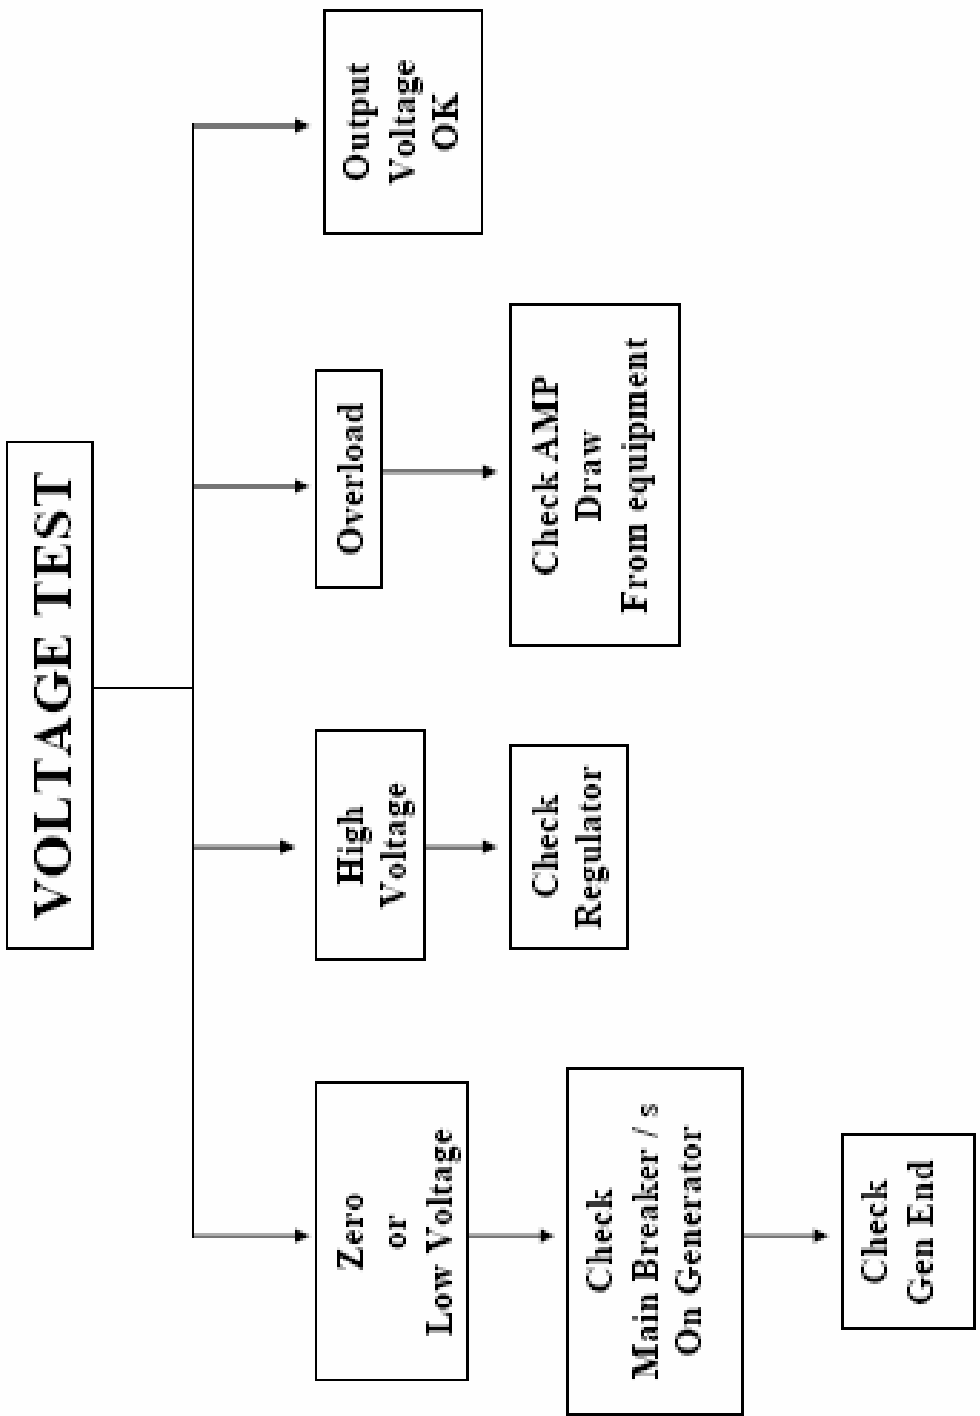 VOLTAGE TEST
Zero
or
Low Voltage
High
Voltage
Overload
Output
Voltage
OK
Check
Main Breaker / s
On Generator
Check
Regulator
Check AMP
Draw
From equipment
Check
Gen End